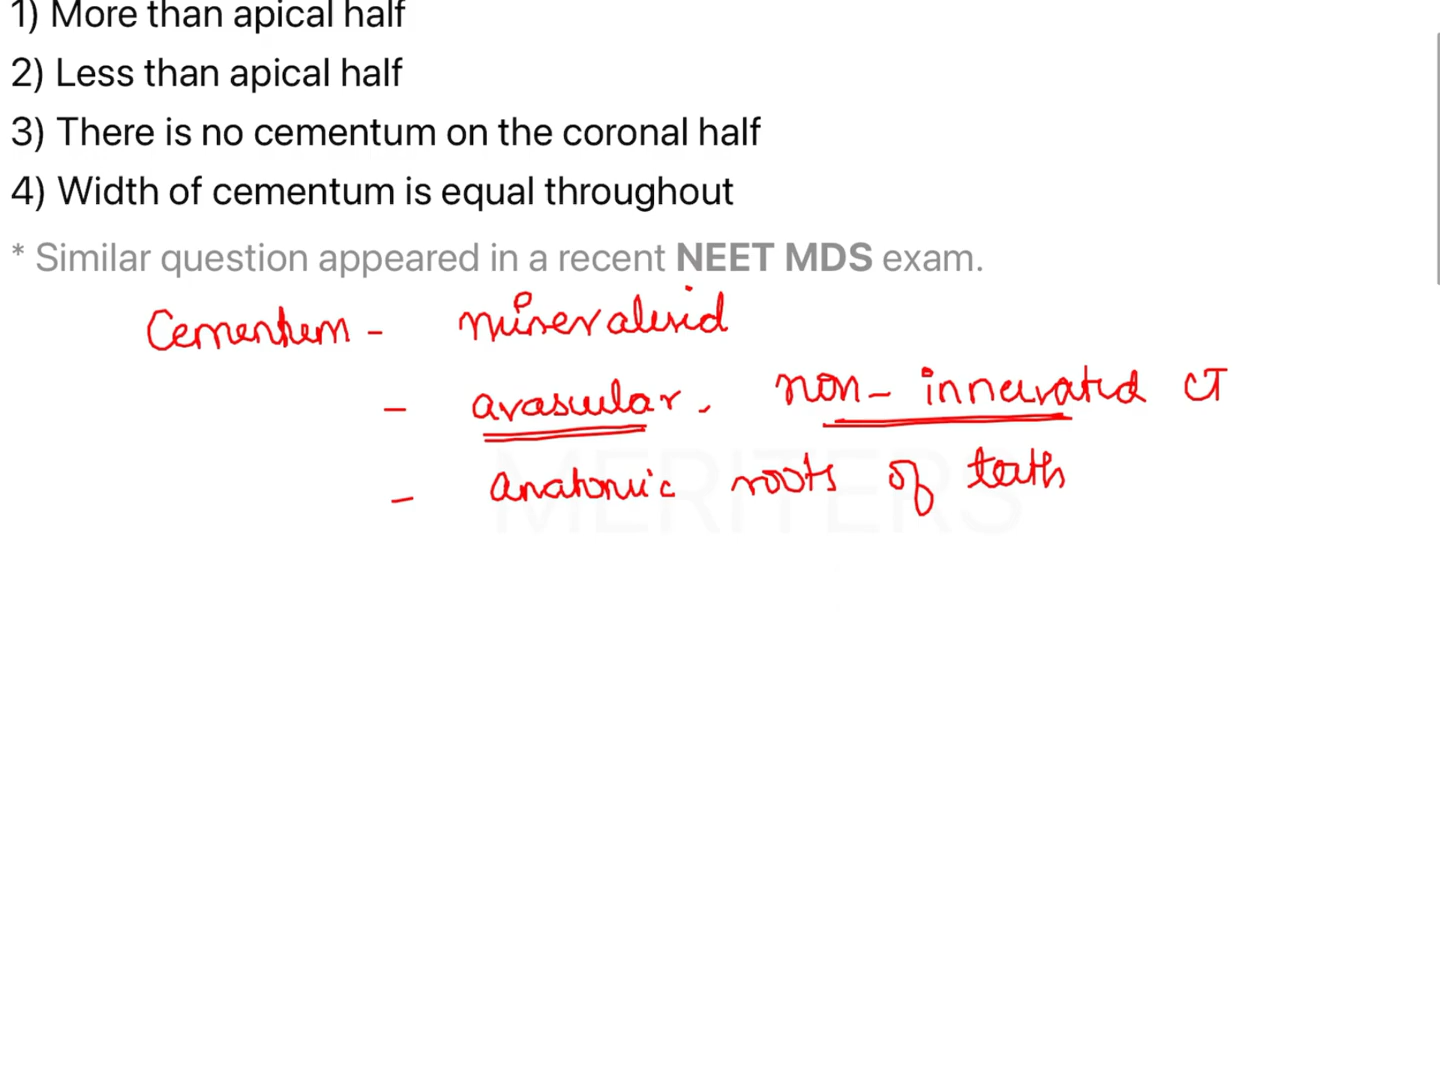 1) More than apical half
2) Less than apical half
3) There is no cementum on the coronal half
4) Width of cementum is equal throughout
* Similar question appeared in a recent NEET MDS exam.
Cementum - mineralised
- avascular, non-innervated CT
- anatomic roots of teeth
MERITERS